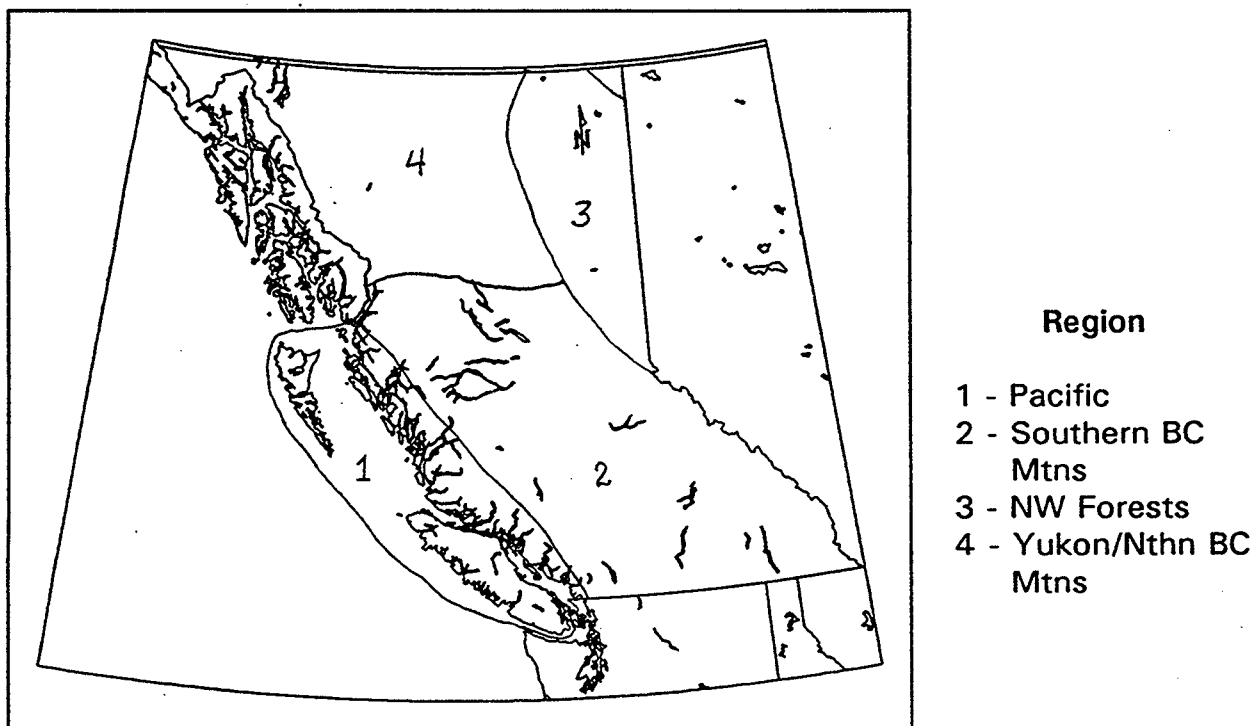 4
3
1
2
Region
1 - Pacific
2 - Southern BC
Mtns
3 - NW Forests
4 - Yukon/Nthn BC
Mtns